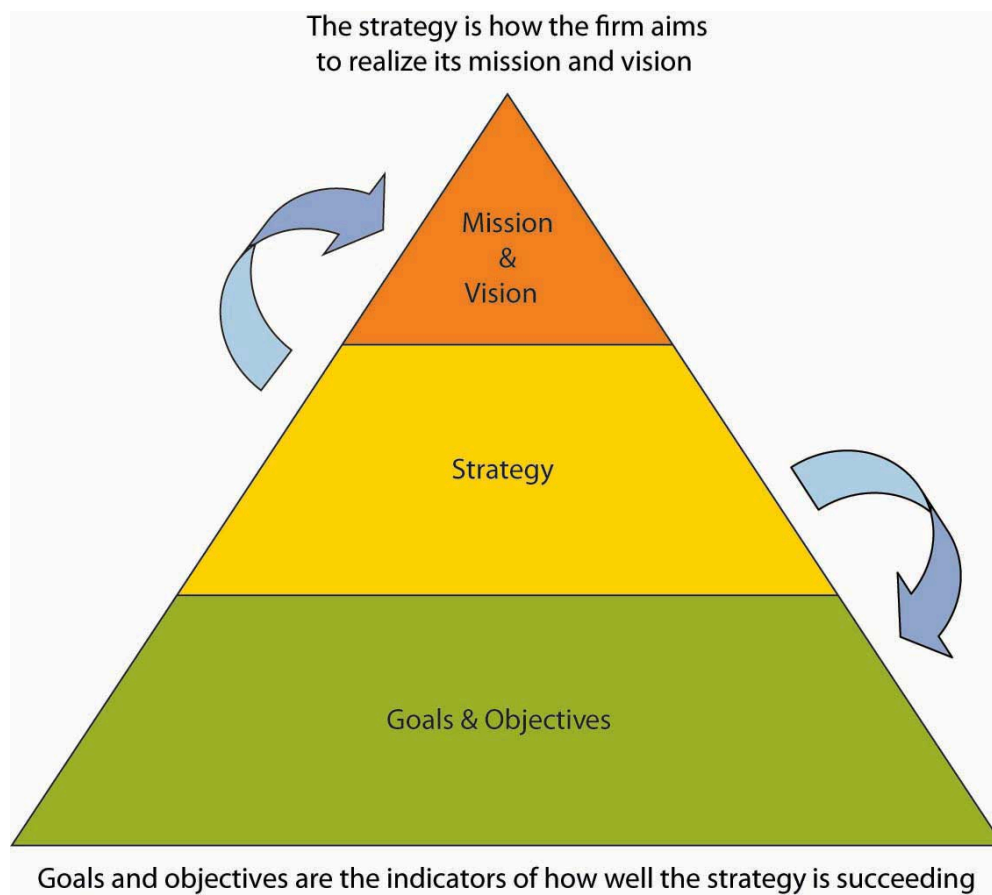 The strategy is how the firm aims
to realize its mission and vision
Mission
&
Vision
Strategy
Goals & Objectives
Goals and objectives are the indicators of how well the strategy is succeeding